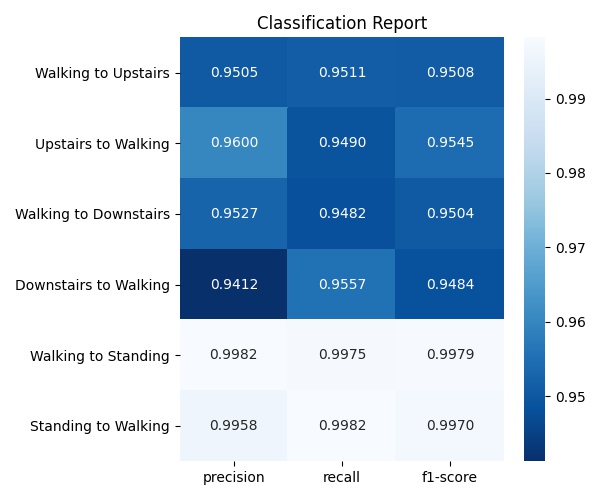 Classification Report
Walking to Upstairs 0.9505 0.9511 0.9508
Upstairs to Walking 0.9600 0.9490 0.9545
Walking to Downstairs 0.9527 0.9482 0.9504
Downstairs to Walking 0.9412 0.9557 0.9484
Walking to Standing 0.9982 0.9975 0.9979
Standing to Walking 0.9958 0.9982 0.9970
precision recall f1-score
0.99
0.98
0.97
0.96
0.95